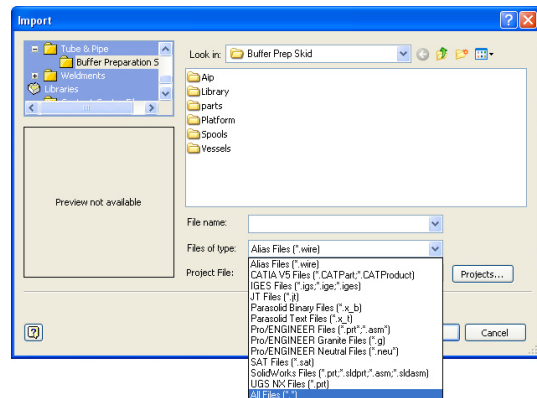 Import
Tube & Pipe
Buffer Preparation S
Weldments
Libraries
Look in:
Buffer Prep Skid
Aip
Library
parts
Platform
Spools
Vessels
Preview not available
File name:
Files of type:
Alias Files (*.wire)
Project File:
Alias Files (*.wire)
CATIA V5 Files (*.CATPart;*.CATProduct)
IGES Files (*.igs;*.ige;*.iges)
JT Files (*.jt)
Parasolid Binary Files (*.x_b)
Parasolid Text Files (*.x_t)
Pro/ENGINEER Files (*.prt*;*.asm*)
Pro/ENGINEER Granite Files (*.g)
Pro/ENGINEER Neutral Files (*.neu*)
SAT Files (*.sat)
SolidWorks Files (*.prt;*.sldprt;*.asm;*.sldasm)
UGS NX Files (*.prt)
All Files (*.*)
Projects...
Cancel